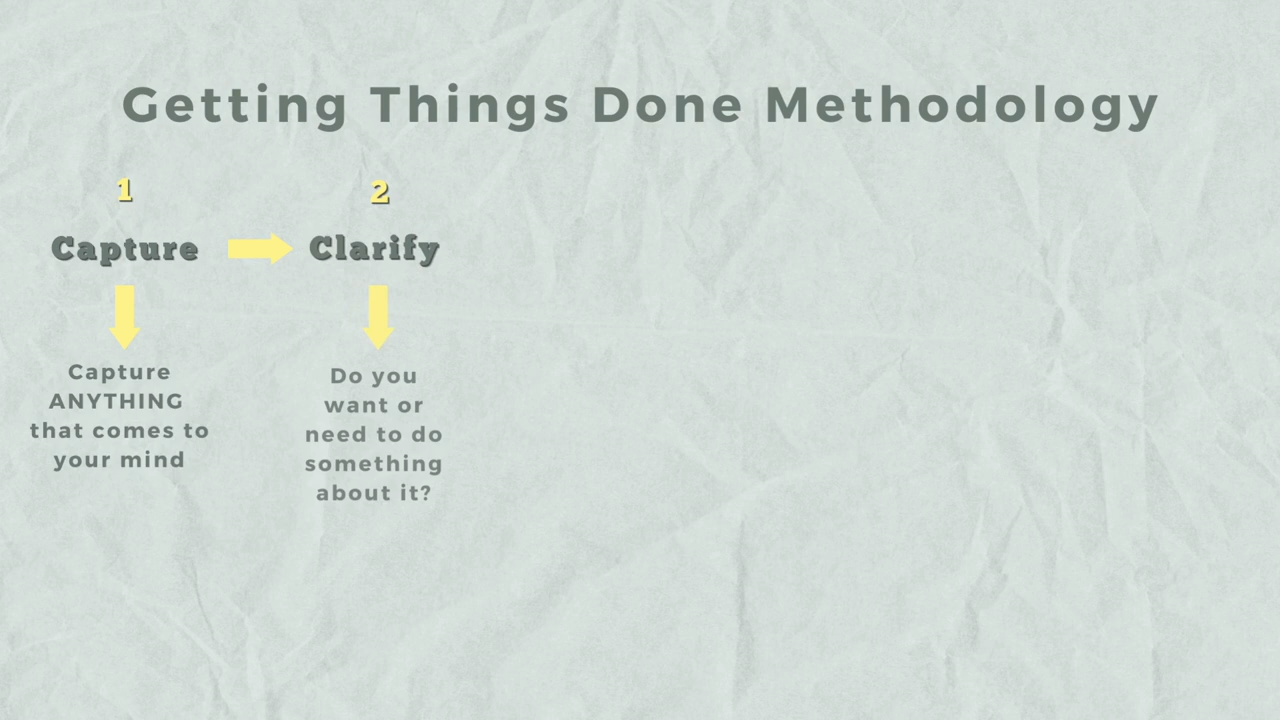 Getting Things Done Methodology
1
2
Capture
Clarify
Capture
ANYTHING
that comes to
your mind
Do you
want or
need to do
something
about it?